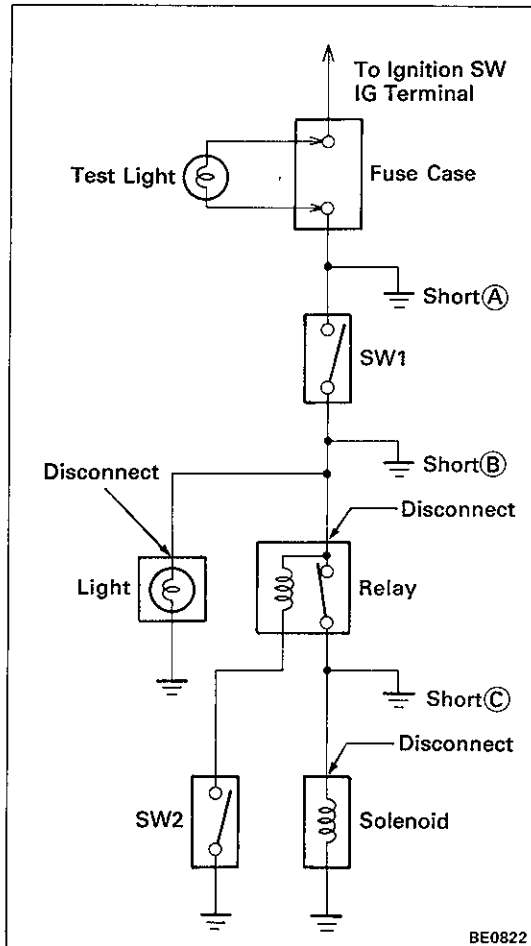 To Ignition SW
IG Terminal
Test Light
Fuse Case
Short Ⓐ
SW1
Short Ⓑ
Disconnect
Disconnect
Light
Relay
Short Ⓒ
Disconnect
SW2
Solenoid
BE0822